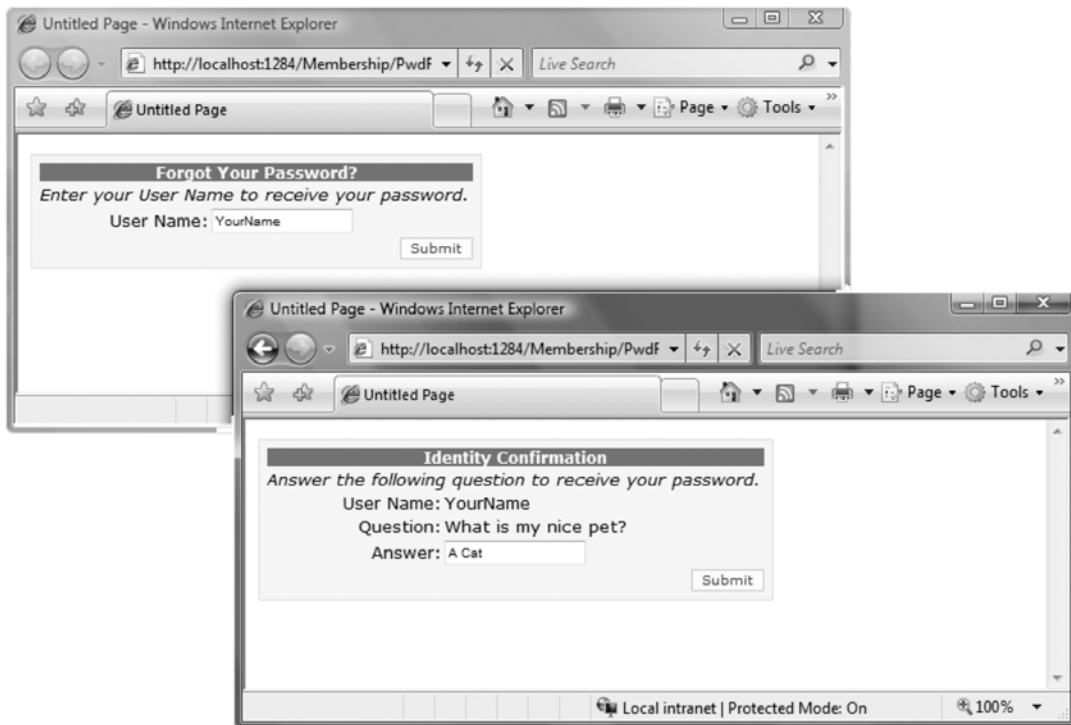 Untitled Page - Windows Internet Explorer
http://localhost:1284/Membership/PwdF
Live Search
Untitled Page
Page
Tools
»
Forgot Your Password?
Enter your User Name to receive your password.
User Name: YourName
Submit
Untitled Page - Windows Internet Explorer
http://localhost:1284/Membership/PwdF
Live Search
Untitled Page
Page
Tools
»
Identity Confirmation
Answer the following question to receive your password.
User Name: YourName
Question: What is my nice pet?
Answer: A Cat
Submit
Local intranet | Protected Mode: On
100%